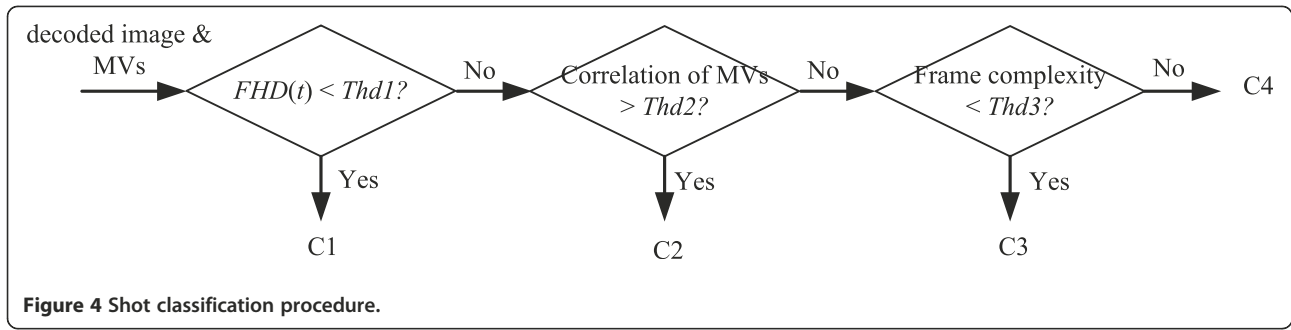 decoded image &
MVs
FHD(t) < Thd1?
No
Correlation of MVs
> Thd2?
No
Frame complexity
< Thd3?
No
C4
Yes
Yes
Yes
C1
C2
C3
Figure 4 Shot classification procedure.